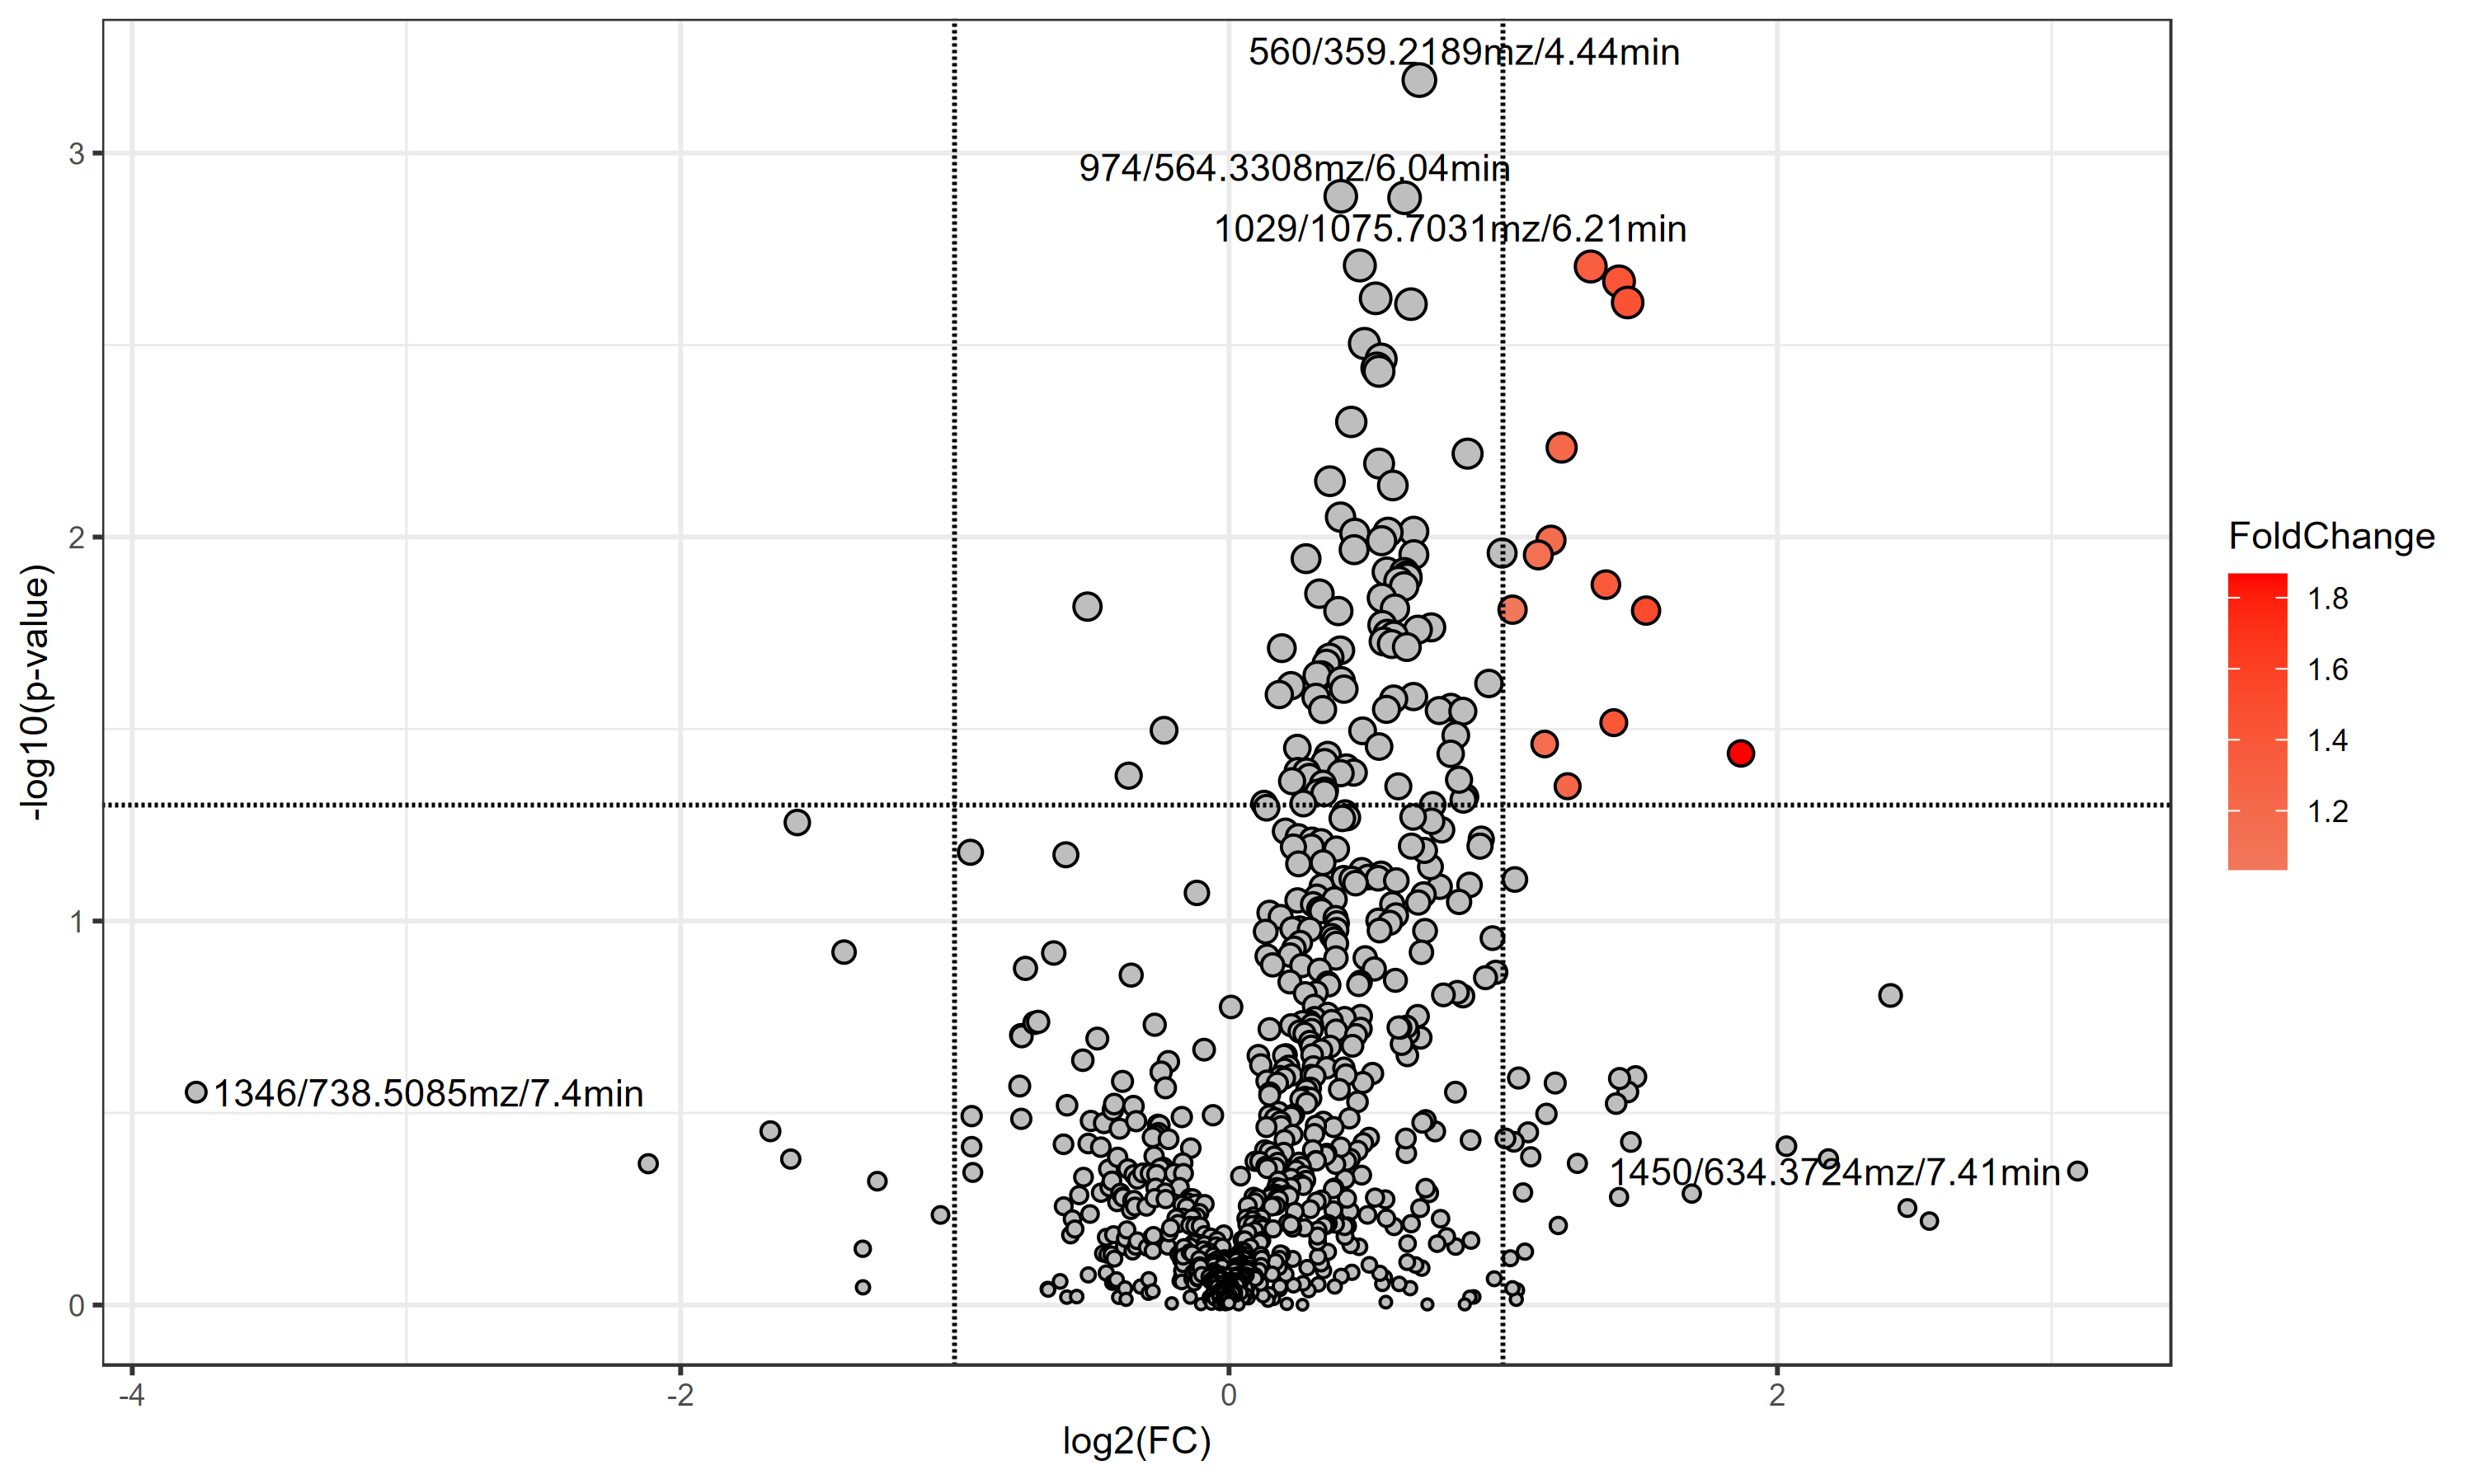 560/359.2189mz/4.44min
974/564.3308mz/6.04min
1029/1075.7031mz/6.21min
1346/738.5085mz/7.4min
1450/634.3724mz/7.41min
-log10(p-value)
3
2
1
0
-4
-2
0
2
log2(FC)
FoldChange
1.8
1.6
1.4
1.2